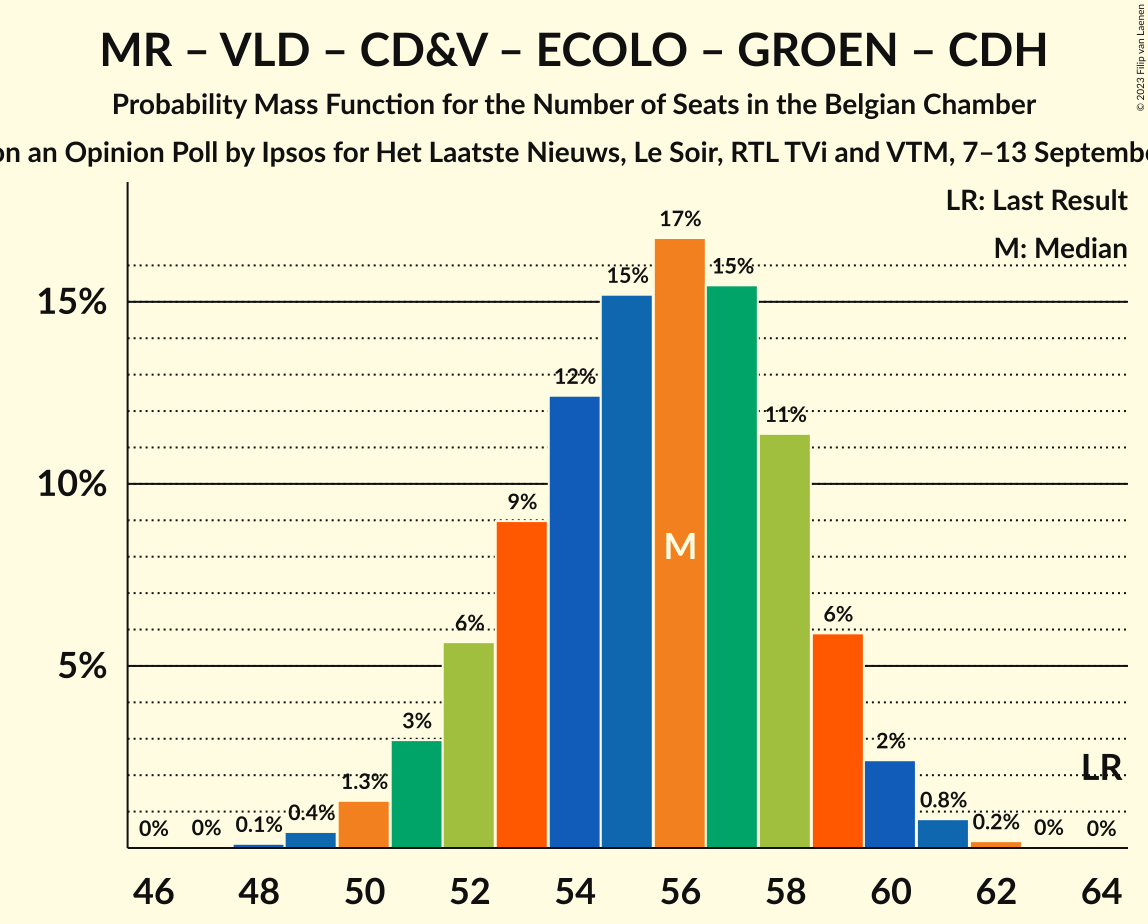 MR – VLD – CD&V – ECOLO – GROEN – CDH
Probability Mass Function for the Number of Seats in the Belgian Chamber
on an Opinion Poll by Ipsos for Het Laatste Nieuws, Le Soir, RTL TVi and VTM, 7–13 Septembe
© 2023 Filip van Laenen
LR: Last Result
M: Median
17%
15% 15%
15%
12%
11%
10%
9%
M
6% 6%
5%
3%
2%
LR
1.3%
0.8%
0% 0% 0.1% 0.4% 0.2% 0% 0%
46 48 50 52 54 56 58 60 62 64